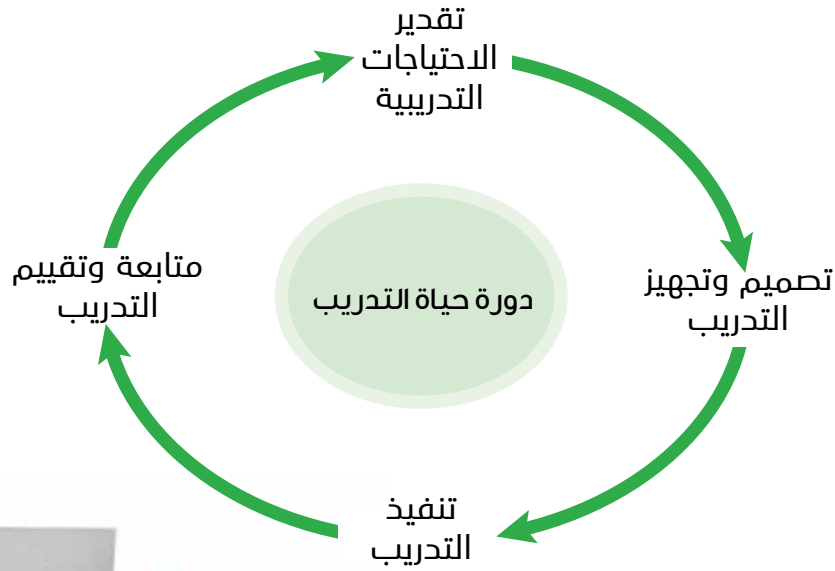 تقدير
الاحتياجات
التدريبية
تصميم وتجهيز
التدريب
تنفيذ
التدريب
متابعة وتقييم
التدريب
دورة حياة التدريب